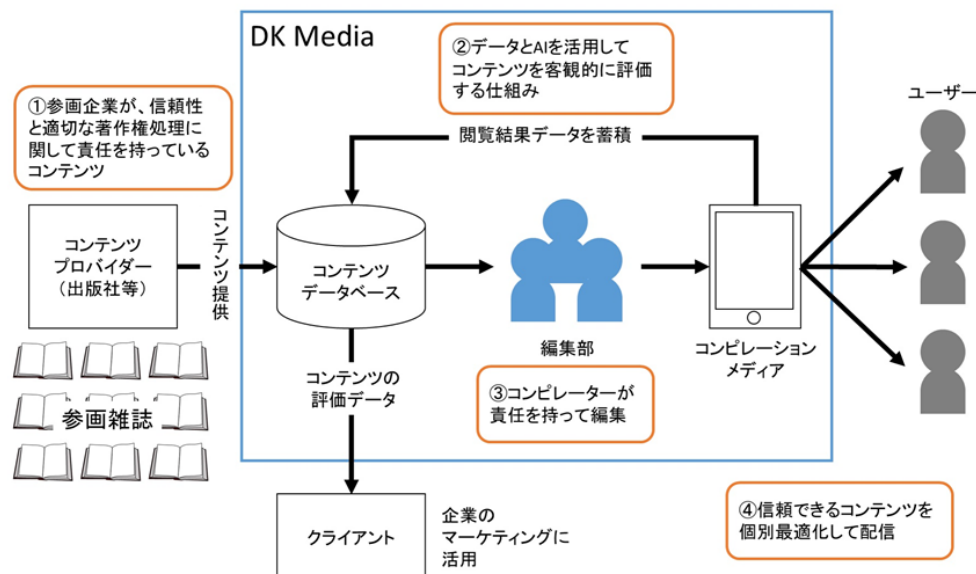 DK Media
②データとAIを活用して
コンテンツを客観的に評価
する仕組み
①参画企業が、信頼性
と適切な著作権処理に
関して責任を持っている
コンテンツ
ユーザー
閲覧結果データを蓄積
コンテンツ
プロバイダー
（出版社等）
コンテンツ提供
コンテンツ
データベース
編集部
コンピレーション
メディア
コンテンツの
評価データ
③コンピレーターが
責任を持って編集
参画雑誌
クライアント
企業の
マーケティングに
活用
④信頼できるコンテンツを
個別最適化して配信